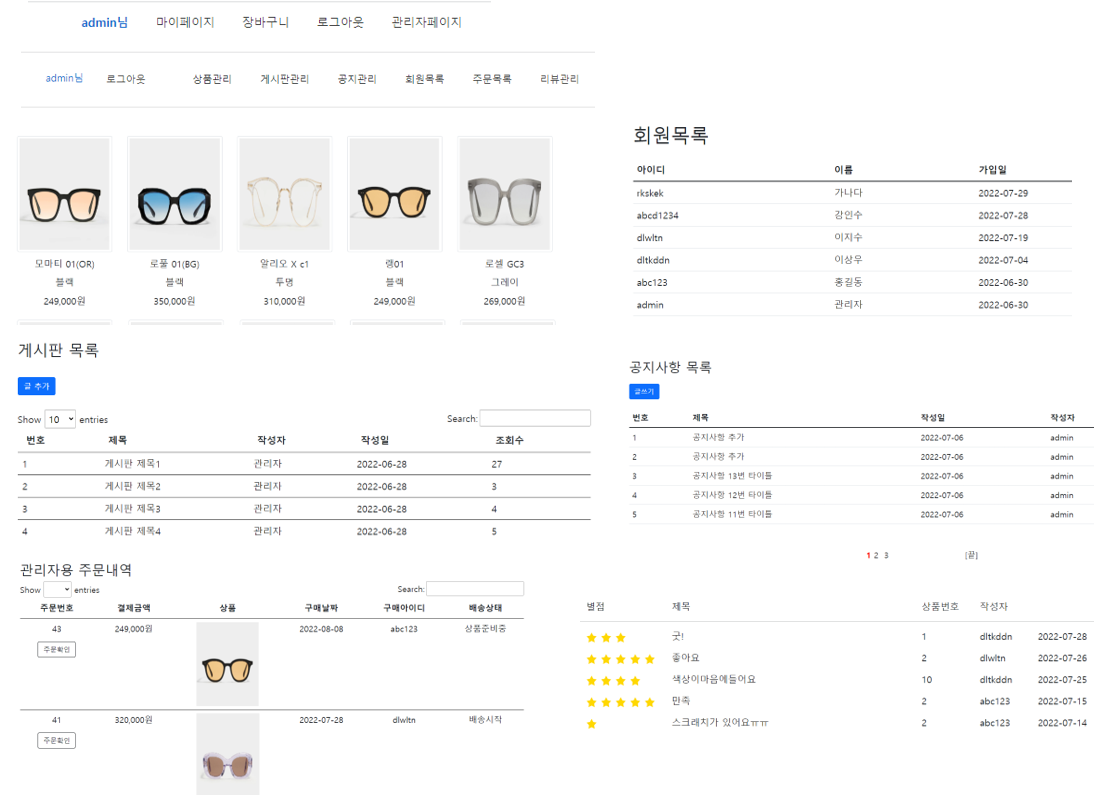 admin님 마이페이지 장바구니 로그아웃 관리자페이지
admin님 로그아웃 상품관리 게시판관리 공지관리 회원목록 주문목록 리뷰관리
모마티 01(OR) 로풀 01(BG) 알리오 X c1 랭01 로셀 GC3
블랙 블랙 투명 블랙 그레이
249,000원 350,000원 310,000원 249,000원 269,000원
회원목록
아이디 이름 가입일
rkskek 가나다 2022-07-29
abcd1234 감인수 2022-07-28
dlwltn 이지수 2022-07-19
dltkddn 이상우 2022-07-04
abc123 홍길동 2022-06-30
admin 관리자 2022-06-30
게시판 목록
글 추가
Show 10 entries Search:
번호 제목 작성자 작성일 조회수
1 게시판 제목1 관리자 2022-06-28 27
2 게시판 제목2 관리자 2022-06-28 3
3 게시판 제목3 관리자 2022-06-28 4
4 게시판 제목4 관리자 2022-06-28 5
공지사항 목록
글쓰기
번호 제목 작성일 작성자
1 공지사항 추가 2022-07-06 admin
2 공지사항 추가 2022-07-06 admin
3 공지사항 13번 타이틀 2022-07-06 admin
4 공지사항 12번 타이틀 2022-07-06 admin
5 공지사항 11번 타이틀 2022-07-06 admin
1 2 3 [끝]
관리자용 주문내역
Show entries Search:
주문번호 결제금액 상품 구매날짜 구매아이디 배송상태
43 249,000원 2022-08-08 abc123 상품준비중
주문확인
41 320,000원 2022-07-28 dlwltn 배송시작
주문확인
별점 제목 상품번호 작성자
굿! 1 dltkddn 2022-07-28
좋아요 2 dlwltn 2022-07-26
색상이마음에들어요 10 dltkddn 2022-07-25
만족 2 abc123 2022-07-15
스크래치가 있어요ㅠㅠ 2 abc123 2022-07-14